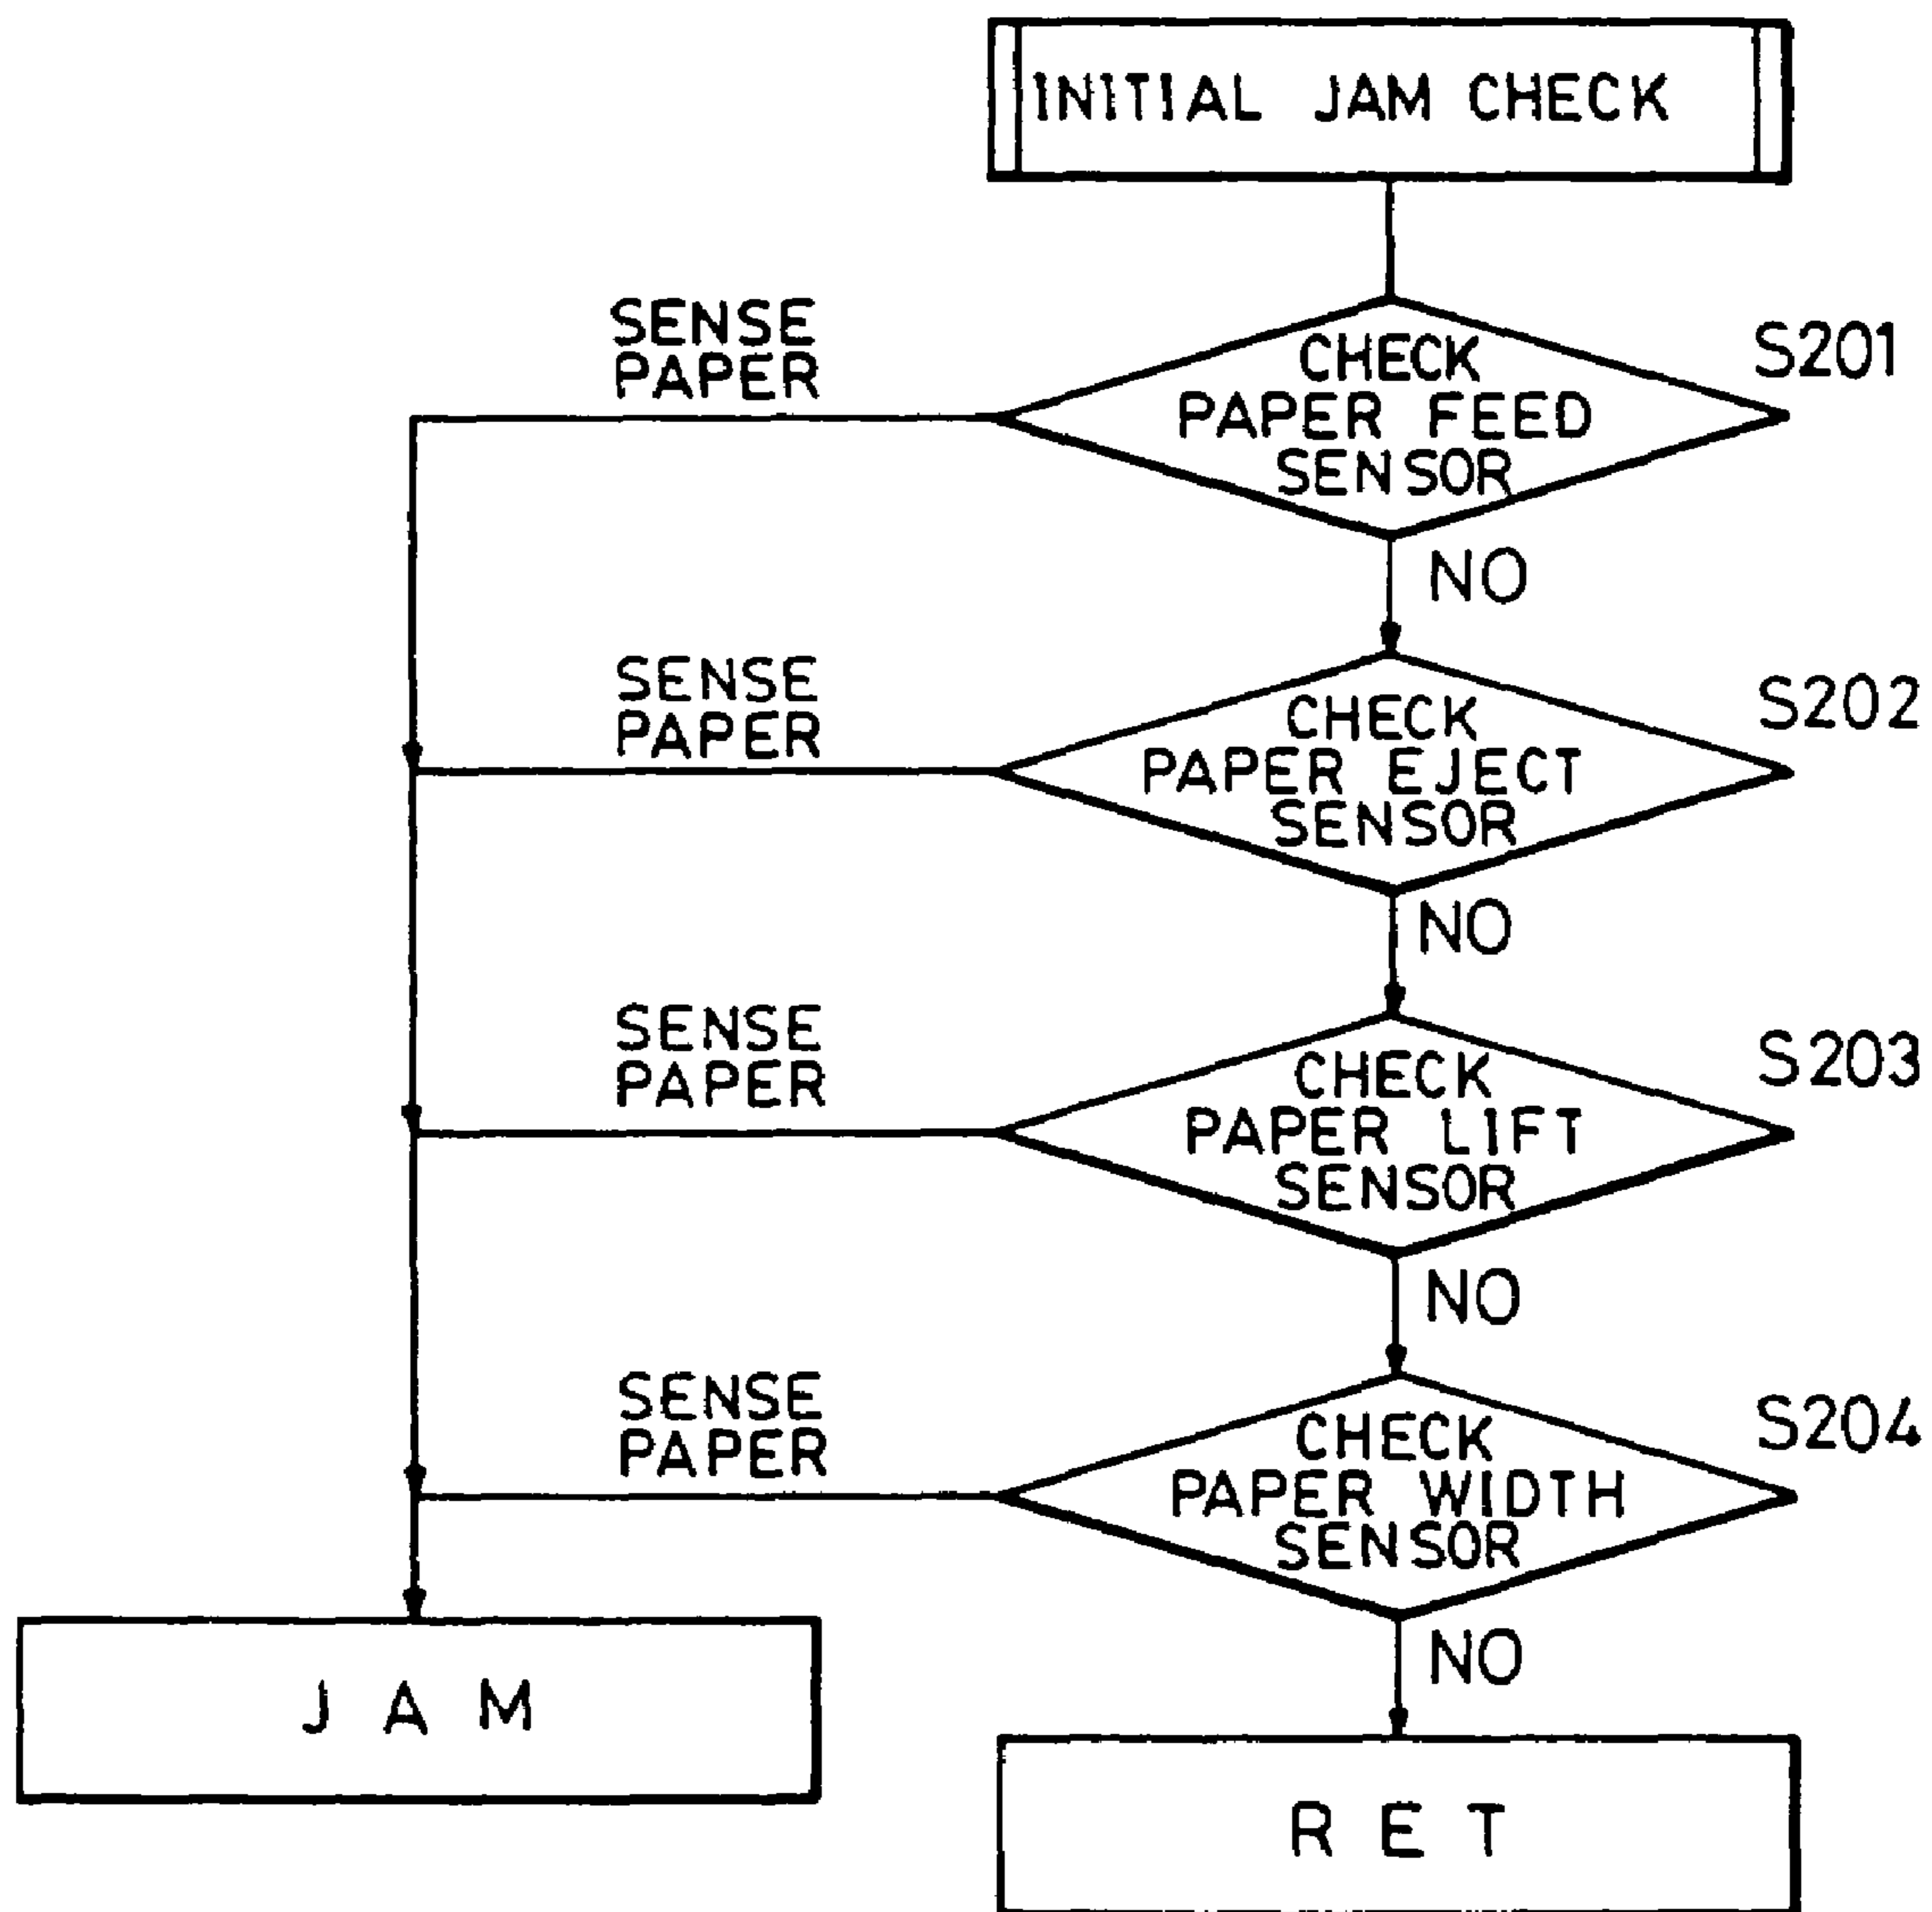 INITIAL JAM CHECK
SENSE
PAPER
CHECK
PAPER FEED
SENSOR
S201
NO
SENSE
PAPER
CHECK
PAPER EJECT
SENSOR
S202
NO
SENSE
PAPER
CHECK
PAPER LIFT
SENSOR
S203
NO
SENSE
PAPER
CHECK
PAPER WIDTH
SENSOR
S204
NO
JAM
RET